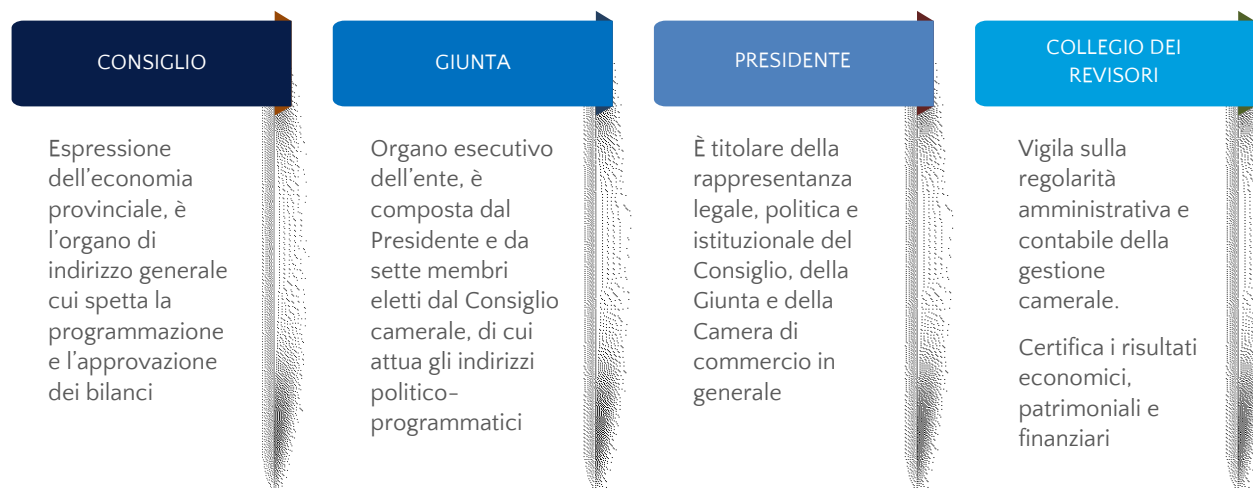 CONSIGLIO
Espressione
dell’economia
provinciale, è
l’organo di
indirizzo generale
cui spetta la
programmazione
e l’approvazione
dei bilanci
GIUNTA
Organo esecutivo
dell’ente, è
composta dal
Presidente e da
sette membri
eletti dal Consiglio
camerale, di cui
attua gli indirizzi
politico-
programmatici
PRESIDENTE
È titolare della
rappresentanza
legale, politica e
istituzionale del
Consiglio, della
Giunta e della
Camera di
commercio in
generale
COLLEGIO DEI
REVISORI
Vigila sulla
regolarità
amministrativa e
contabile della
gestione
camerale.
Certifica i risultati
economici,
patrimoniali e
finanziari